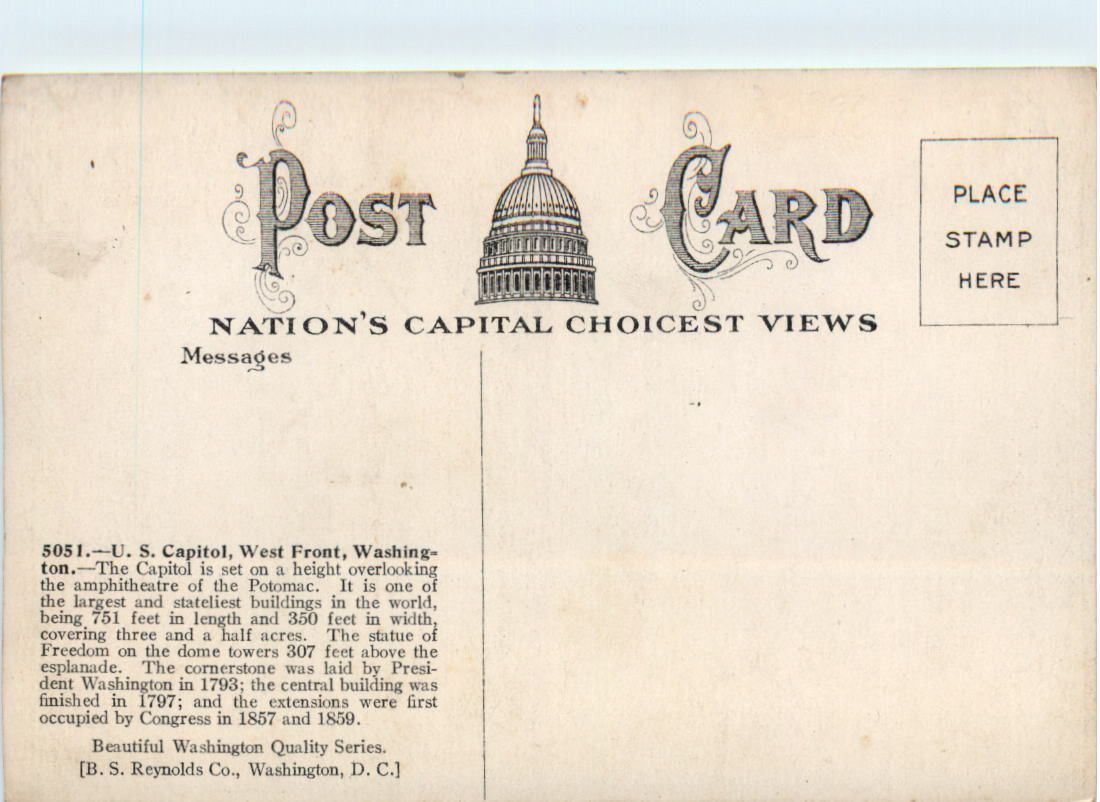 POST CARD
PLACE
STAMP
HERE
NATION'S CAPITAL CHOICEST VIEWS
Messages
5051.—U. S. Capitol, West Front, Washing=
ton.—The Capitol is set on a height overlooking
the amphitheatre of the Potomac. It is one of
the largest and stateliest buildings in the world,
being 751 feet in length and 350 feet in width,
covering three and a half acres. The statue of
Freedom on the dome towers 307 feet above the
esplanade. The cornerstone was laid by Presi-
dent Washington in 1793; the central building was
finished in 1797; and the extensions were first
occupied by Congress in 1857 and 1859.
Beautiful Washington Quality Series.
[B. S. Reynolds Co., Washington, D. C.]